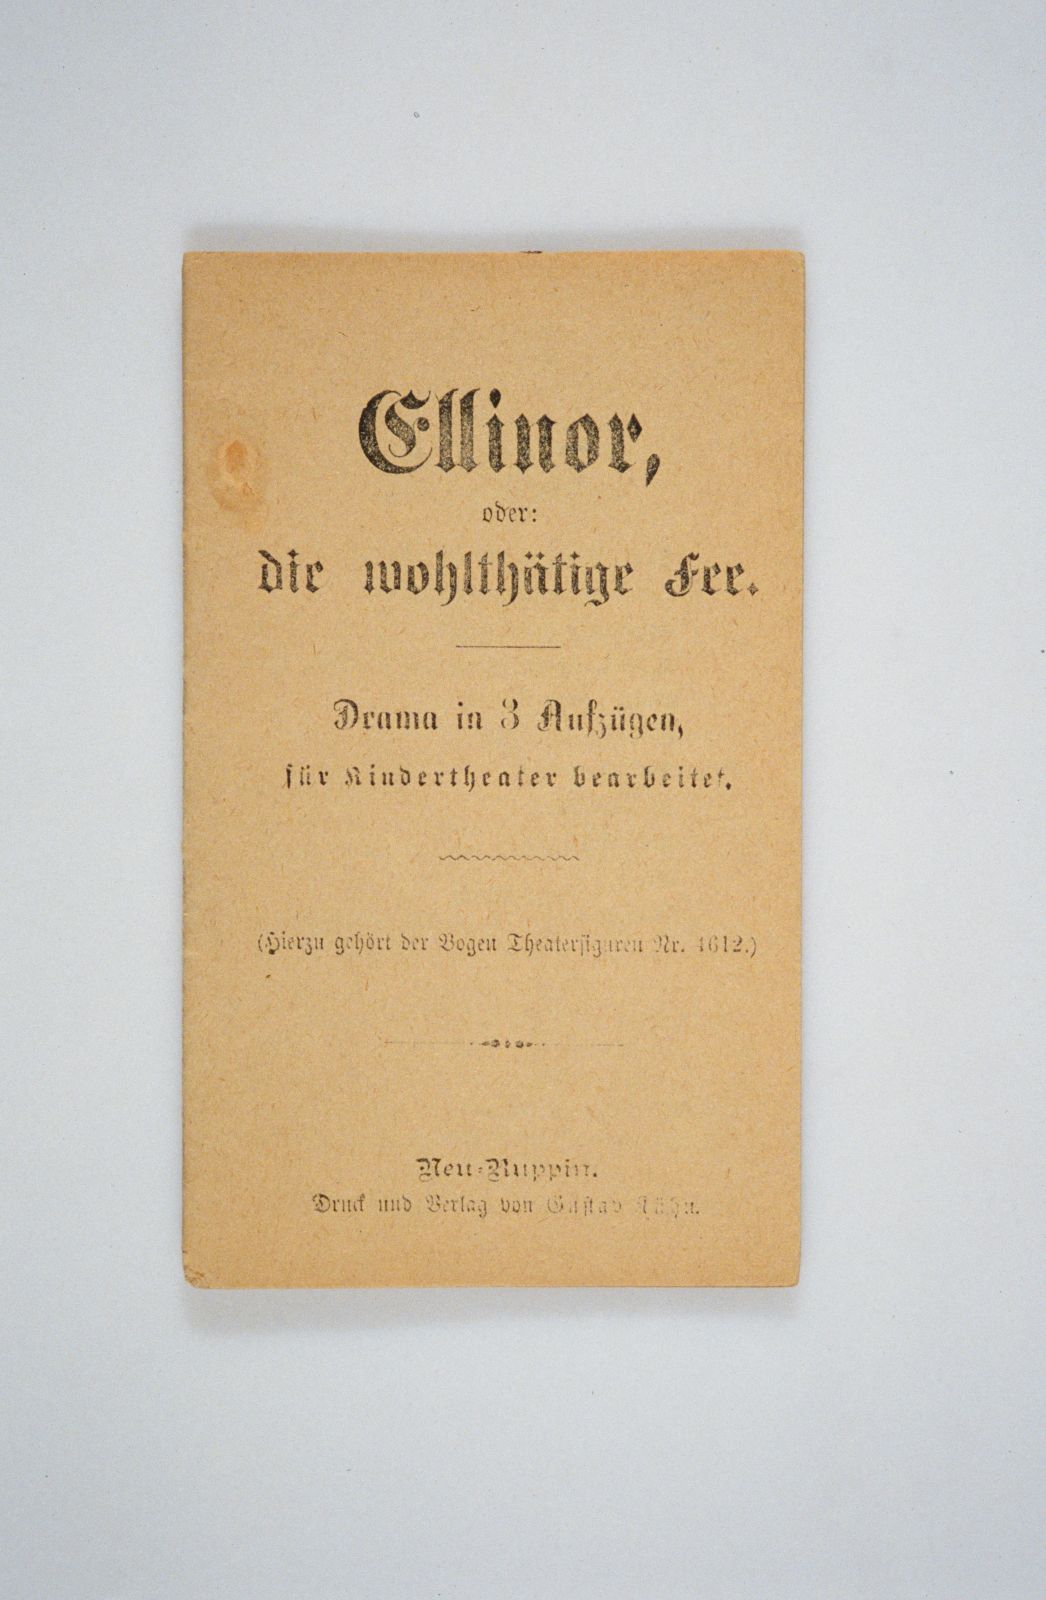 Ellinor,
oder:
die wohlthätige Fee.
Drama in 3 Aufzügen,
für Kindertheater bearbeitet.
(Hierzu gehört der Bogen Theaterfiguren Nr. 4612.)
Neu-Ruppin.
Druck und Verlag von Gustav Kühn.